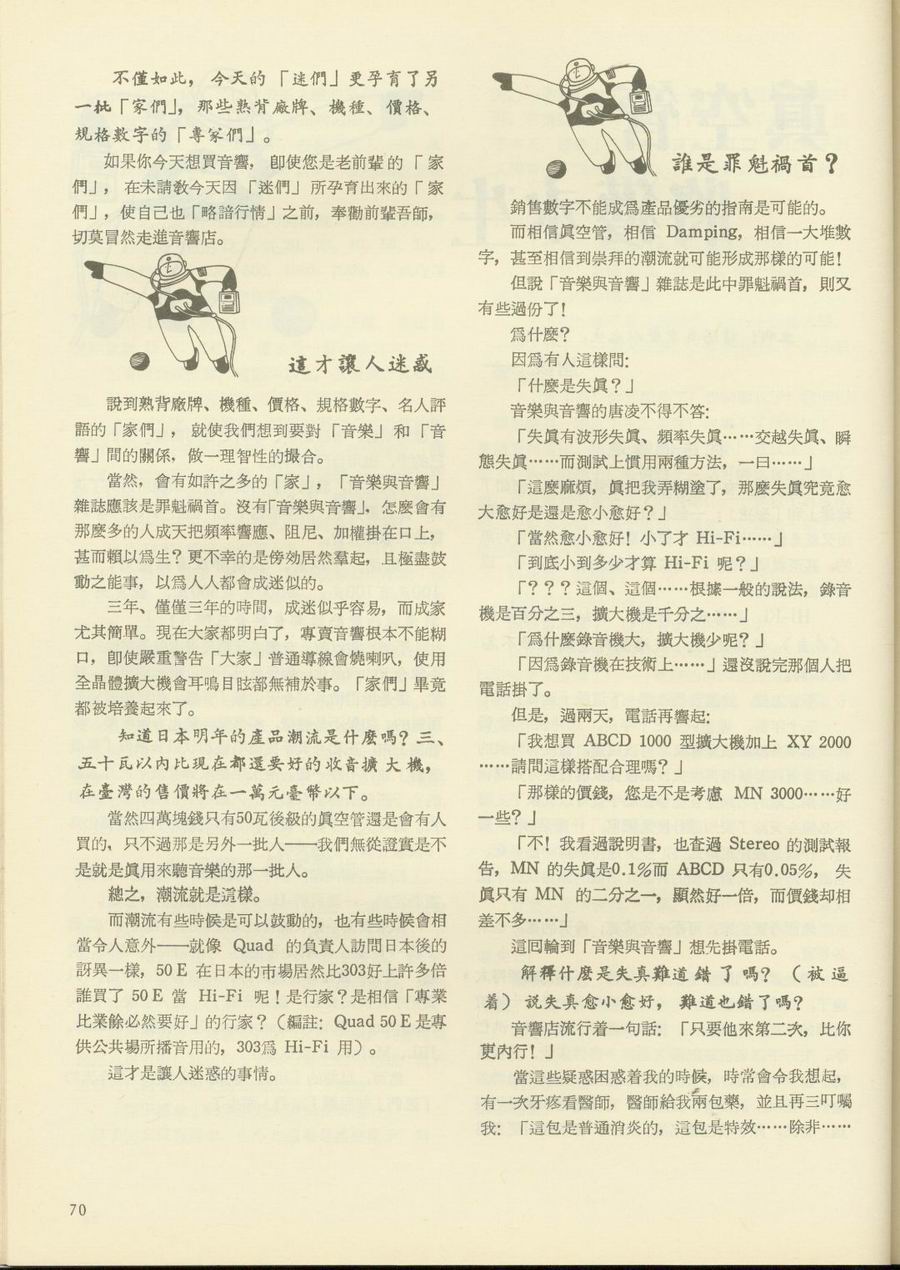 不僅如此，今天的「迷們」更孕育了另
一批「家們」，那些熟背廠牌、機種、價格、
規格數字的「專家們」。
如果你今天想買音響，卽使您是老前輩的「家
們」，在未請敎今天因「迷們」所孕育出來的「家
們」，使自己也「略諳行情」之前，奉勸前輩吾師，
切莫冒然走進音響店。
這才讓人迷惑
說到熟背廠牌、機種、價格、規格數字、名人評
語的「家們」，就使我們想到要對「音樂」和「音
響」間的關係，做一理智性的撮合。
當然，會有如許之多的「家」，「音樂與音響」
雜誌應該是罪魁禍首。沒有「音樂與音響」，怎麼會有
那麼多的人成天把頻率響應、阻尼、加權掛在口上，
甚而賴以爲生？更不幸的是傍効居然羣起，且極盡鼓
動之能事，以爲人人都會成迷似的。
三年、僅僅三年的時間，成迷似乎容易，而成家
尤其簡單。現在大家都明白了，專賣音響根本不能糊
口，卽使嚴重警告「大家」普通導線會燒喇叭，使用
全晶體擴大機會耳鳴目眩都無補於事。「家們」畢竟
都被培養起來了。
知道日本明年的產品潮流是什麼嗎？三、
五十瓦以內比現在都還要好的收音擴大機，
在臺灣的售價將在一萬元臺幣以下。
當然四萬塊錢只有50瓦後級的眞空管還是會有人
買的，只不過那是另外一批人——我們無從證實是不
是就是眞用來聽音樂的那一批人。
總之，潮流就是這樣。
而潮流有些時候是可以鼓動的，也有些時候會相
當令人意外——就像 Quad 的負責人訪問日本後的
訝異一樣，50 E 在日本的市場居然比303好上許多倍
誰買了 50 E 當 Hi-Fi 呢！是行家？是相信「專業
比業餘必然要好」的行家？（編註：Quad 50 E 是專
供公共場所播音用的，303爲 Hi-Fi 用）。
這才是讓人迷惑的事情。
誰是罪魁禍首？
銷售數字不能成爲產品優劣的指南是可能的。
而相信眞空管，相信 Damping，相信一大堆數
字，甚至相信到崇拜的潮流就可能形成那樣的可能！
但說「音樂與音響」雜誌是此中罪魁禍首，則又
有些過份了！
爲什麼？
因爲有人這樣問：
「什麼是失眞？」
音樂與音響的唐凌不得不答：
「失眞有波形失眞、頻率失眞……交越失眞、瞬
態失眞……而測試上慣用兩種方法，一曰……」
「這麼麻煩，眞把我弄糊塗了，那麼失眞究竟愈
大愈好是還是愈小愈好？」
「當然愈小愈好！小了才 Hi-Fi……」
「到底小到多少才算 Hi-Fi 呢？」
「？？？這個、這個……根據一般的說法，錄音
機是百分之三，擴大機是千分之……」
「爲什麼錄音機大，擴大機少呢？」
「因爲錄音機在技術上……」還沒說完那個人把
電話掛了。
但是，過兩天，電話再響起：
「我想買 ABCD 1000 型擴大機加上 XY 2000
……請問這樣搭配合理嗎？」
「那樣的價錢，您是不是考慮 MN 3000……好
一些？」
「不！我看過說明書，也查過 Stereo 的測試報
告，MN 的失眞是0.1%而 ABCD 只有0.05%，失
眞只有 MN 的二分之一，顯然好一倍，而價錢却相
差不多……」
這回輪到「音樂與音響」想先掛電話。
解釋什麼是失真難道錯了嗎？（被逼
着）說失真愈小愈好，難道也錯了嗎？
音響店流行着一句話：「只要他來第二次，比你
更內行！」
當這些疑惑困惑着我的時候，時常會令我想起，
有一次牙疼看醫師，醫師給我兩包藥，並且再三叮囑
我：「這包是普通消炎的，這包是特效……除非……
70